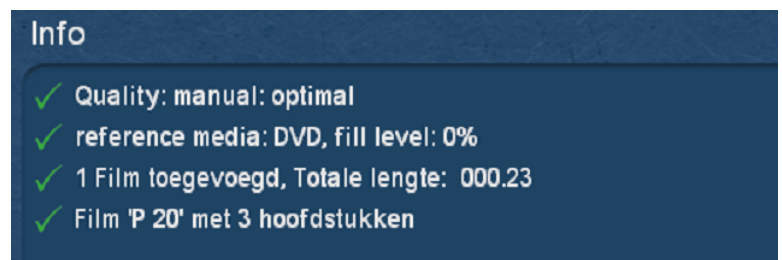 Info
Quality: manual: optimal
reference media: DVD, fill level: 0%
1 Film toegevoegd, Totale lengte: 000.23
Film 'P 20' met 3 hoofdstukken